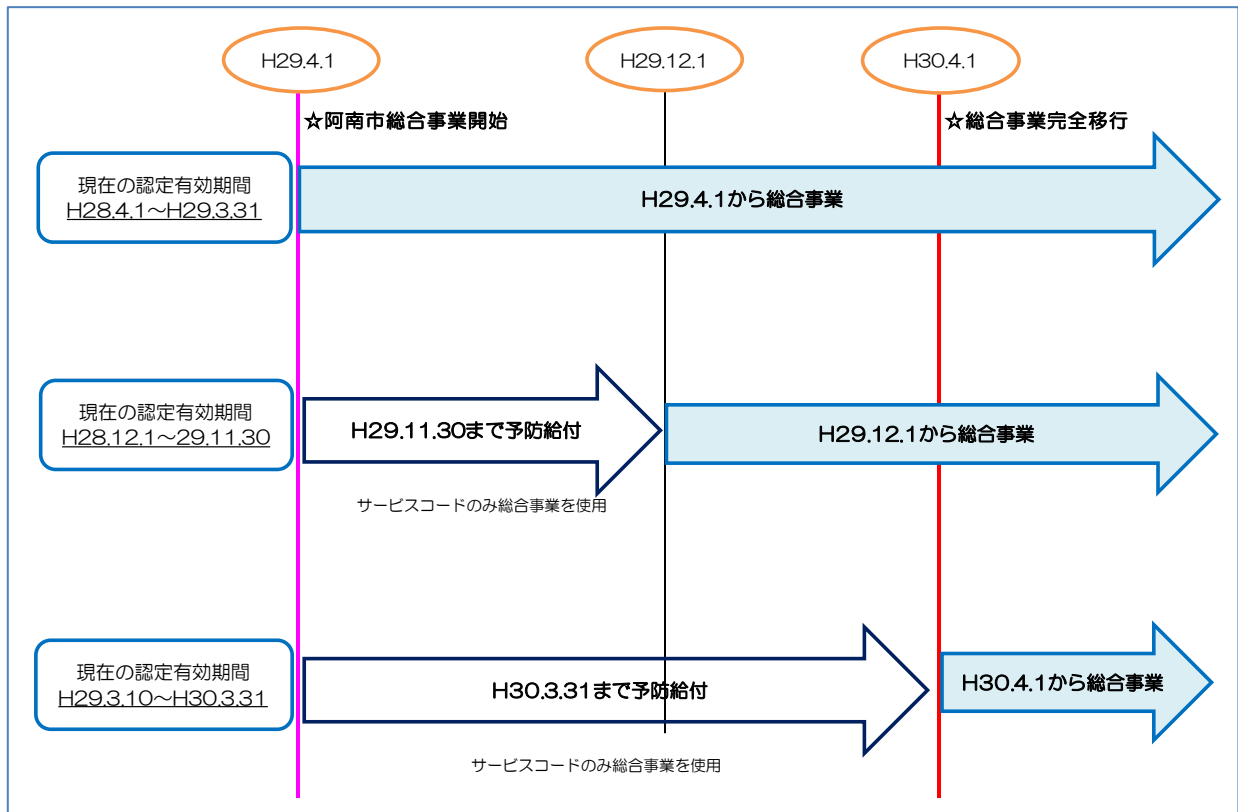 H29.4.1
H29.12.1
H30.4.1
☆阿南市総合事業開始
☆総合事業完全移行
現在の認定有効期間
H28.4.1～H29.3.31
H29.4.1から総合事業
現在の認定有効期間
H28.12.1～29.11.30
H29.11.30まで予防給付
H29.12.1から総合事業
サービスコードのみ総合事業を使用
現在の認定有効期間
H29.3.10～H30.3.31
H30.3.31まで予防給付
H30.4.1から総合事業
サービスコードのみ総合事業を使用